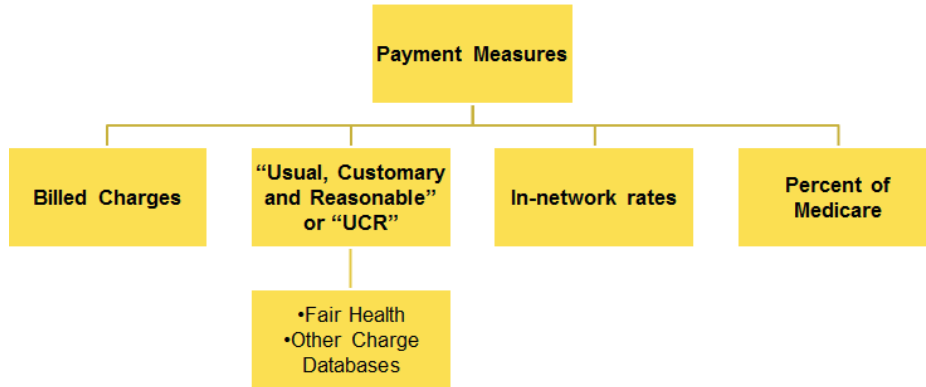 Payment Measures
Billed Charges
“Usual, Customary
and Reasonable”
or “UCR”
In-network rates
Percent of
Medicare
•Fair Health
•Other Charge
Databases